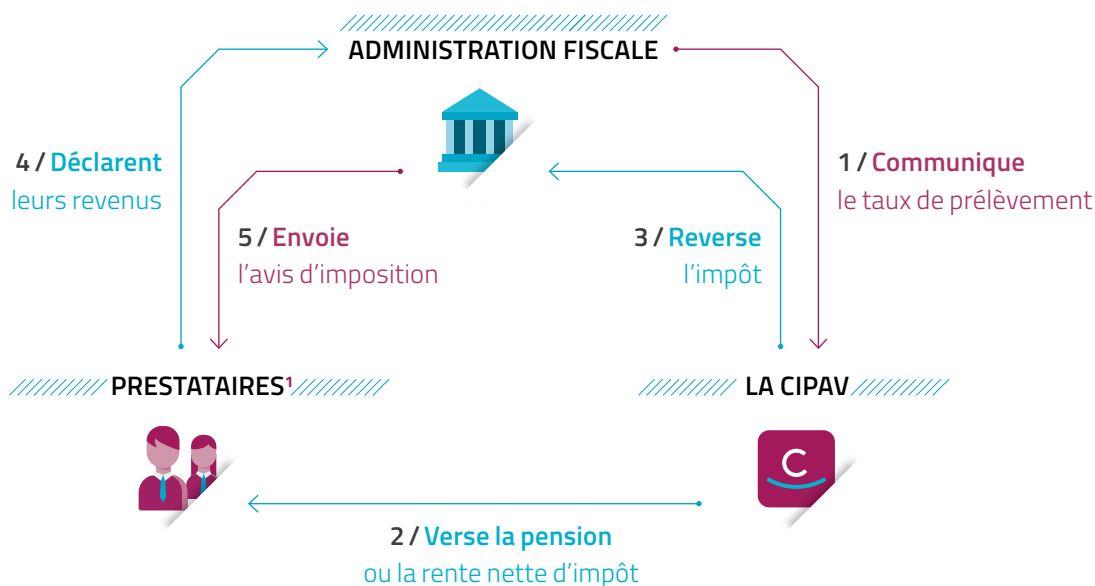 ADMINISTRATION FISCALE
4 / Déclarent
leurs revenus
1 / Communique
le taux de prélèvement
5 / Envoie
l’avis d’imposition
3 / Reverse
l’impôt
PRESTATAIRES¹
LA CIPAV
C
2 / Verse la pension
ou la rente nette d’impôt